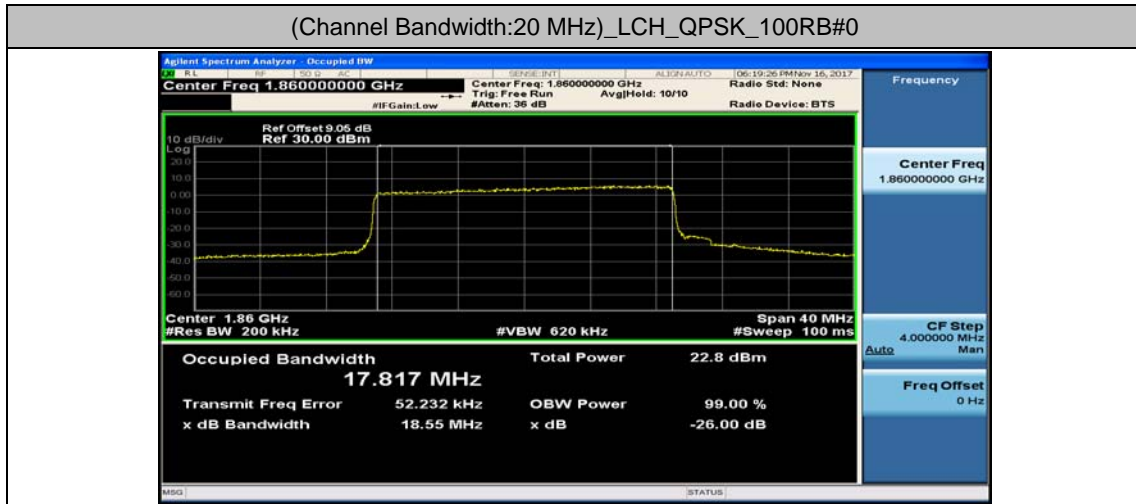 (Channel Bandwidth:20 MHz)_LCH_QPSK_100RB#0
Agilent Spectrum Analyzer - Occupied BW
RL RF 50 Ω AC SENSE:INT ALIGN AUTO 06:19:26 PM Nov 16, 2017
Center Freq 1.860000000 GHz
Center Freq: 1.860000000 GHz
Radio Std: None
Trig: Free Run Avg|Hold: 10/10
#IFGain:Low #Atten: 36 dB Radio Device: BTS
Ref Offset 9.05 dB
10 dB/div Ref 30.00 dBm
Log
20.0
10.0
0.00
-10.0
-20.0
-30.0
-40.0
-50.0
-60.0
Center 1.86 GHz Span 40 MHz
#Res BW 200 kHz #VBW 620 kHz #Sweep 100 ms
Occupied Bandwidth Total Power 22.8 dBm
17.817 MHz
Transmit Freq Error 52.232 kHz OBW Power 99.00 %
x dB Bandwidth 18.55 MHz x dB -26.00 dB
MSG STATUS
Frequency
Center Freq
1.860000000 GHz
CF Step
4.000000 MHz
Auto Man
Freq Offset
0 Hz